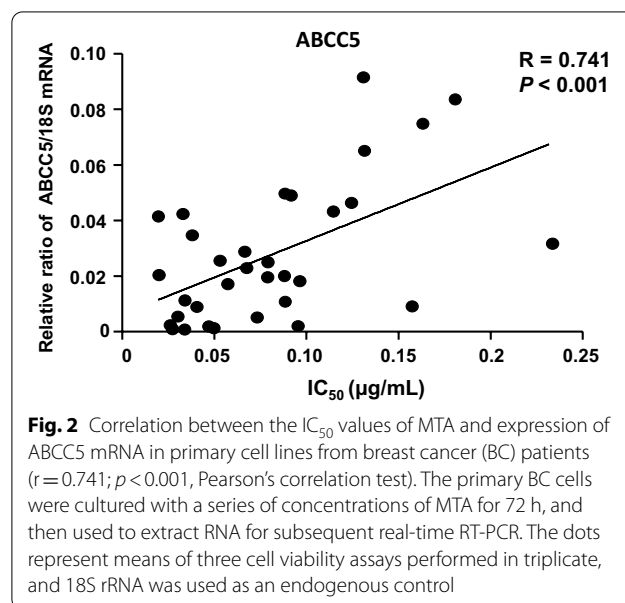 ABCC5
R = 0.741
P < 0.001
Relative ratio of ABCC5/18S mRNA
0.10
0.08
0.06
0.04
0.02
0
0 0.05 0.10 0.15 0.2 0.25
IC50 (µg/mL)
Fig. 2 Correlation between the IC50 values of MTA and expression of
ABCC5 mRNA in primary cell lines from breast cancer (BC) patients
(r = 0.741; p < 0.001, Pearson's correlation test). The primary BC cells
were cultured with a series of concentrations of MTA for 72 h, and
then used to extract RNA for subsequent real-time RT-PCR. The dots
represent means of three cell viability assays performed in triplicate,
and 18S rRNA was used as an endogenous control